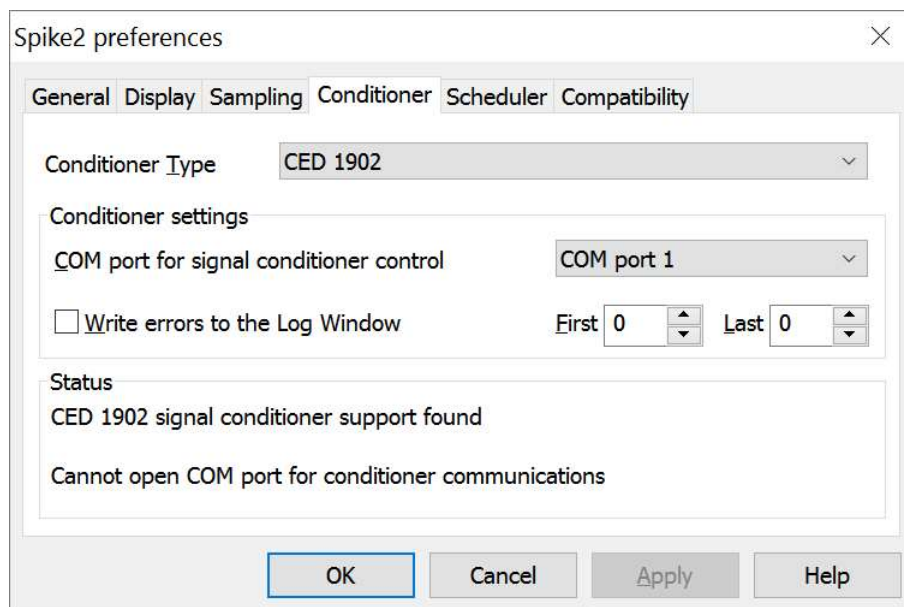 Spike2 preferences
General Display Sampling Conditioner Scheduler Compatibility
Conditioner Type CED 1902
Conditioner settings
COM port for signal conditioner control COM port 1
Write errors to the Log Window First 0 Last 0
Status
CED 1902 signal conditioner support found
Cannot open COM port for conditioner communications
OK Cancel Apply Help